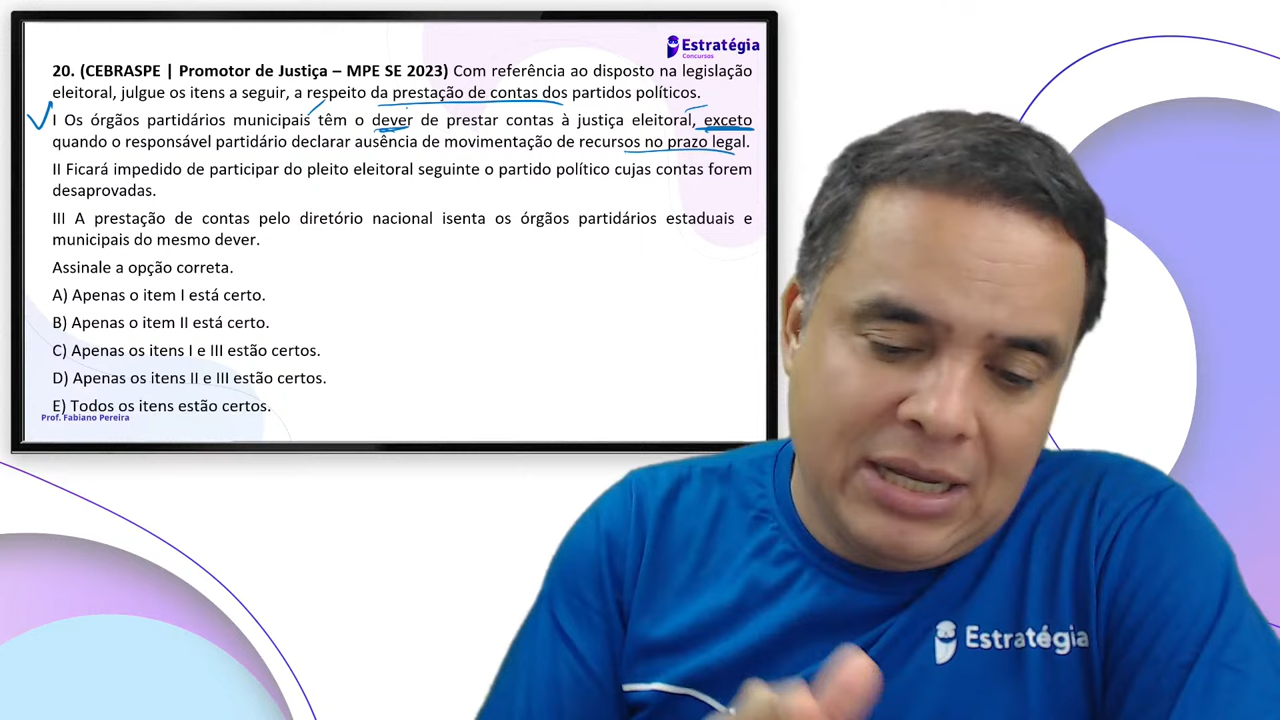 Estratégia
Concursos
20. (CEBRASPE | Promotor de Justiça – MPE SE 2023) Com referência ao disposto na legislação
eleitoral, julgue os itens a seguir, a respeito da prestação de contas dos partidos políticos.
I Os órgãos partidários municipais têm o dever de prestar contas à justiça eleitoral, exceto
quando o responsável partidário declarar ausência de movimentação de recursos no prazo legal.
II Ficará impedido de participar do pleito eleitoral seguinte o partido político cujas contas forem
desaprovadas.
III A prestação de contas pelo diretório nacional isenta os órgãos partidários estaduais e
municipais do mesmo dever.
Assinale a opção correta.
A) Apenas o item I está certo.
B) Apenas o item II está certo.
C) Apenas os itens I e III estão certos.
D) Apenas os itens II e III estão certos.
E) Todos os itens estão certos.
Prof. Fabiano Pereira
Estratégia